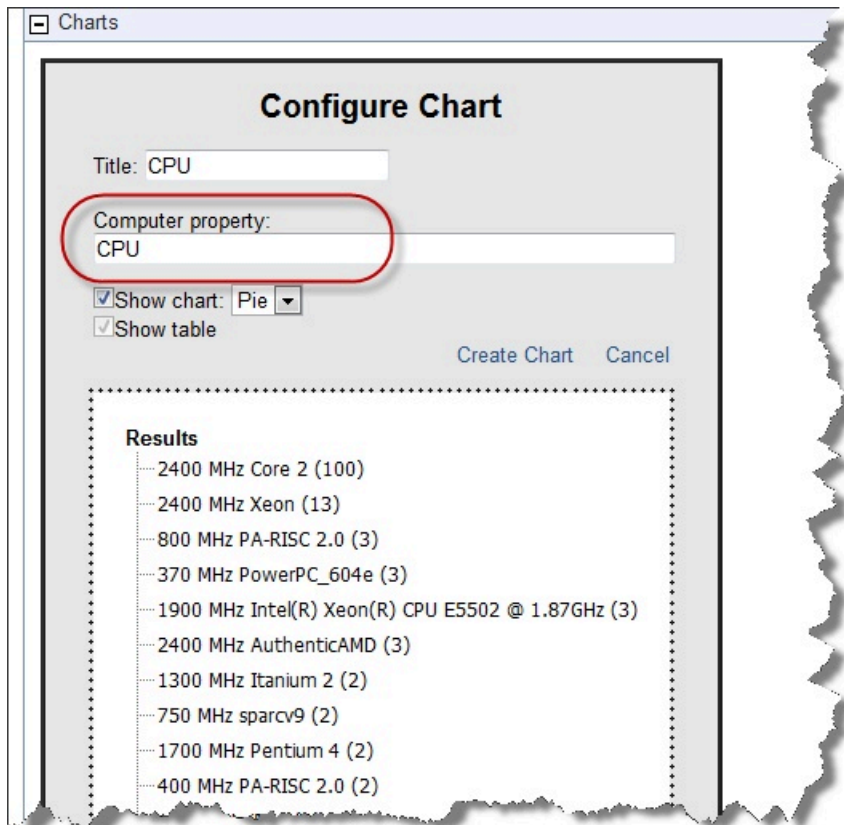 Charts
Configure Chart
Title: CPU
Computer property:
CPU
Show chart: Pie
Show table
Create Chart Cancel
Results
2400 MHz Core 2 (100)
2400 MHz Xeon (13)
800 MHz PA-RISC 2.0 (3)
370 MHz PowerPC_604e (3)
1900 MHz Intel(R) Xeon(R) CPU E5502 @ 1.87GHz (3)
2400 MHz AuthenticAMD (3)
1300 MHz Itanium 2 (2)
750 MHz sparcv9 (2)
1700 MHz Pentium 4 (2)
400 MHz PA-RISC 2.0 (2)